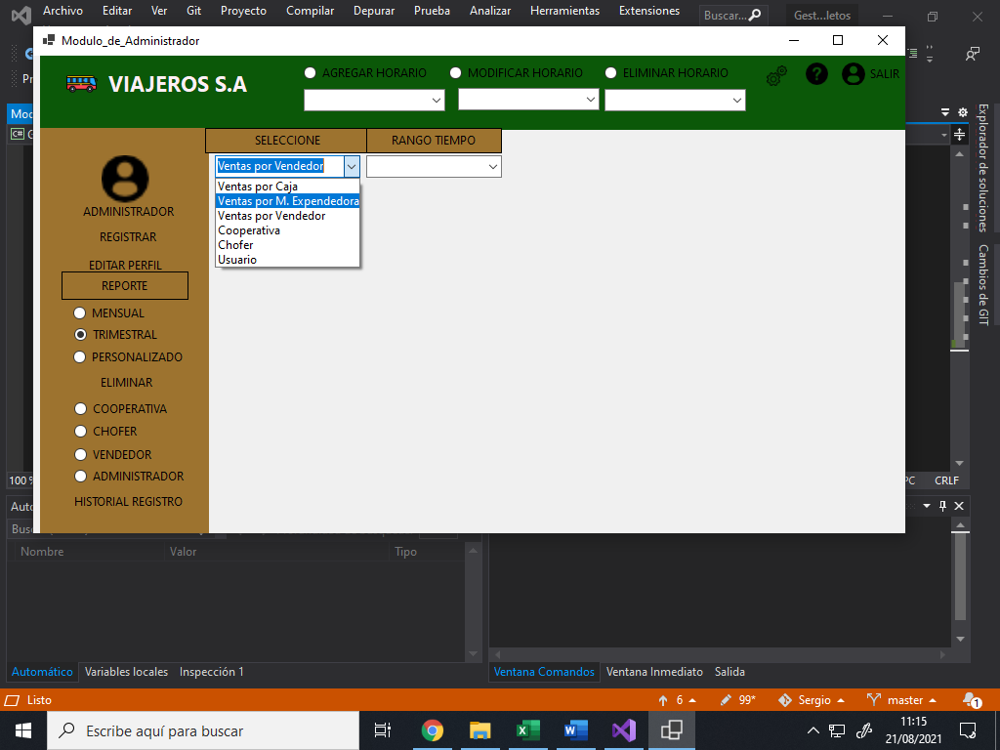 Archivo Editar Ver Git Proyecto Compilar Depurar Prueba Analizar Herramientas Extensiones Buscar... Gest...letos
Modulo_de_Administrador
VIAJEROS S.A
AGREGAR HORARIO MODIFICAR HORARIO ELIMINAR HORARIO
? SALIR
SELECCIONE RANGO TIEMPO
Ventas por Vendedor
Ventas por Caja
Ventas por M. Expendedora
Ventas por Vendedor
Cooperativa
Chofer
Usuario
ADMINISTRADOR
REGISTRAR
EDITAR PERFIL
REPORTE
MENSUAL
TRIMESTRAL
PERSONALIZADO
ELIMINAR
COOPERATIVA
CHOFER
VENDEDOR
ADMINISTRADOR
HISTORIAL REGISTRO
Explorador de soluciones
Cambios de GIT
C#
100 %
CRLF
Nombre Valor Tipo
Automático Variables locales Inspección 1
Ventana Comandos Ventana Inmediato Salida
Listo 6 99* Sergio master 1
Escribe aquí para buscar
11:15
21/08/2021